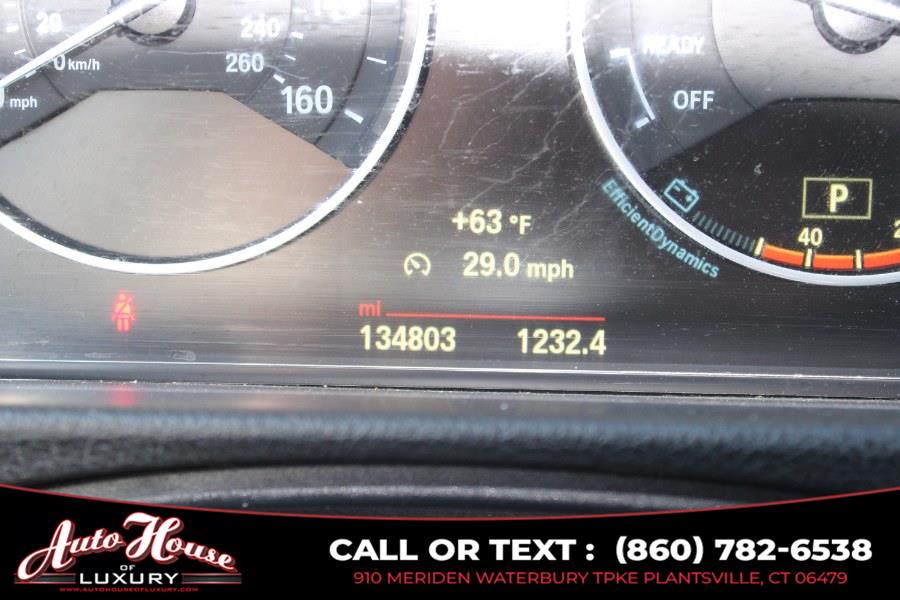 20
0 km/h
mph
240
260
160
READY
OFF
P
40
EfficientDynamics
+63 °F
29.0 mph
mi
134803 1232.4
Auto House
OF
LUXURY
WWW.AUTOHOUSEOFLUXURY.COM
CALL OR TEXT : (860) 782-6538
910 MERIDEN WATERBURY TPKE PLANTSVILLE, CT 06479